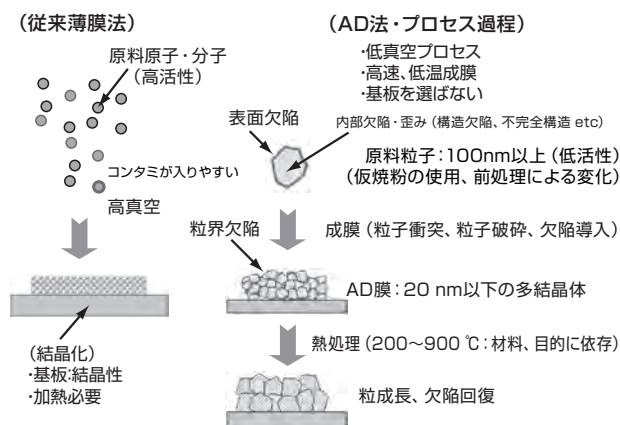 （従来薄膜法）
原料原子・分子
（高活性）
コンタミが入りやすい
高真空
（結晶化）
・基板:結晶性
・加熱必要
（AD法・プロセス過程）
・低真空プロセス
・高速、低温成膜
・基板を選ばない
表面欠陥
内部欠陥・歪み（構造欠陥、不完全構造 etc）
原料粒子：100nm以上（低活性）
（仮焼粉の使用、前処理による変化）
粒界欠陥
成膜（粒子衝突、粒子破砕、欠陥導入）
AD膜：20 nm以下の多結晶体
熱処理（200～900 ℃：材料、目的に依存）
粒成長、欠陥回復